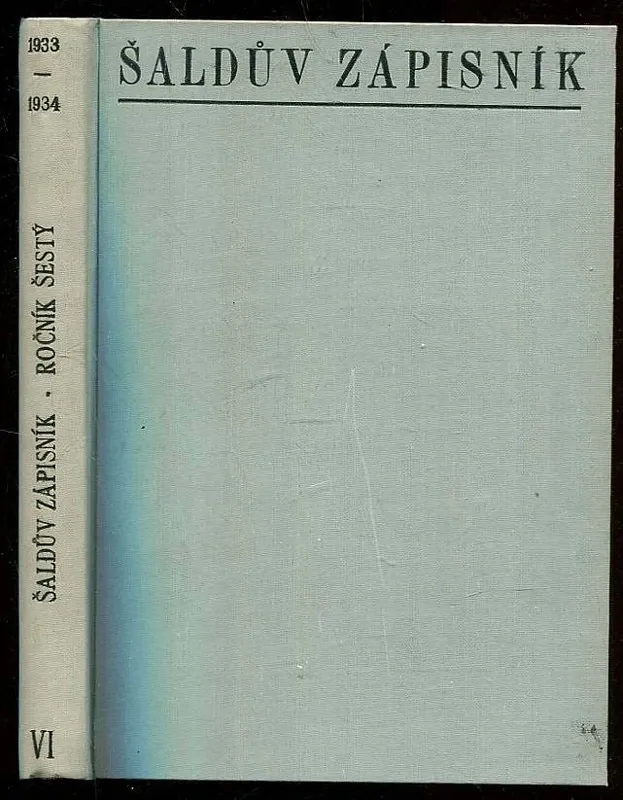 1933
—
1934
ŠALDŮV ZÁPISNÍK · ROČNÍK ŠESTÝ
VI
ŠALDŮV ZÁPISNÍK